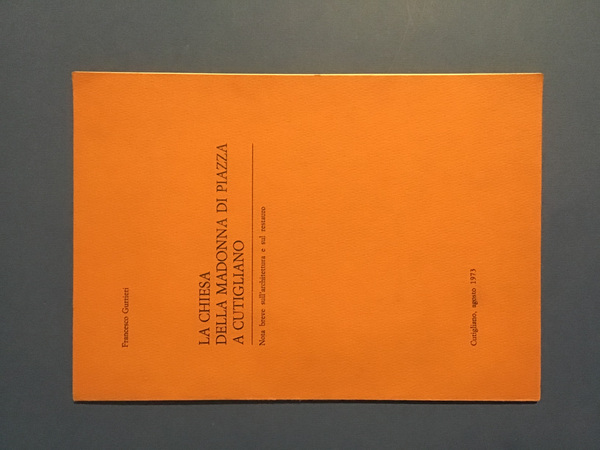 Francesco Gurrieri
LA CHIESA
DELLA MADONNA DI PIAZZA
A CUTIGLIANO
Nota breve sull'architettura e sul restauro
Cutigliano, agosto 1973